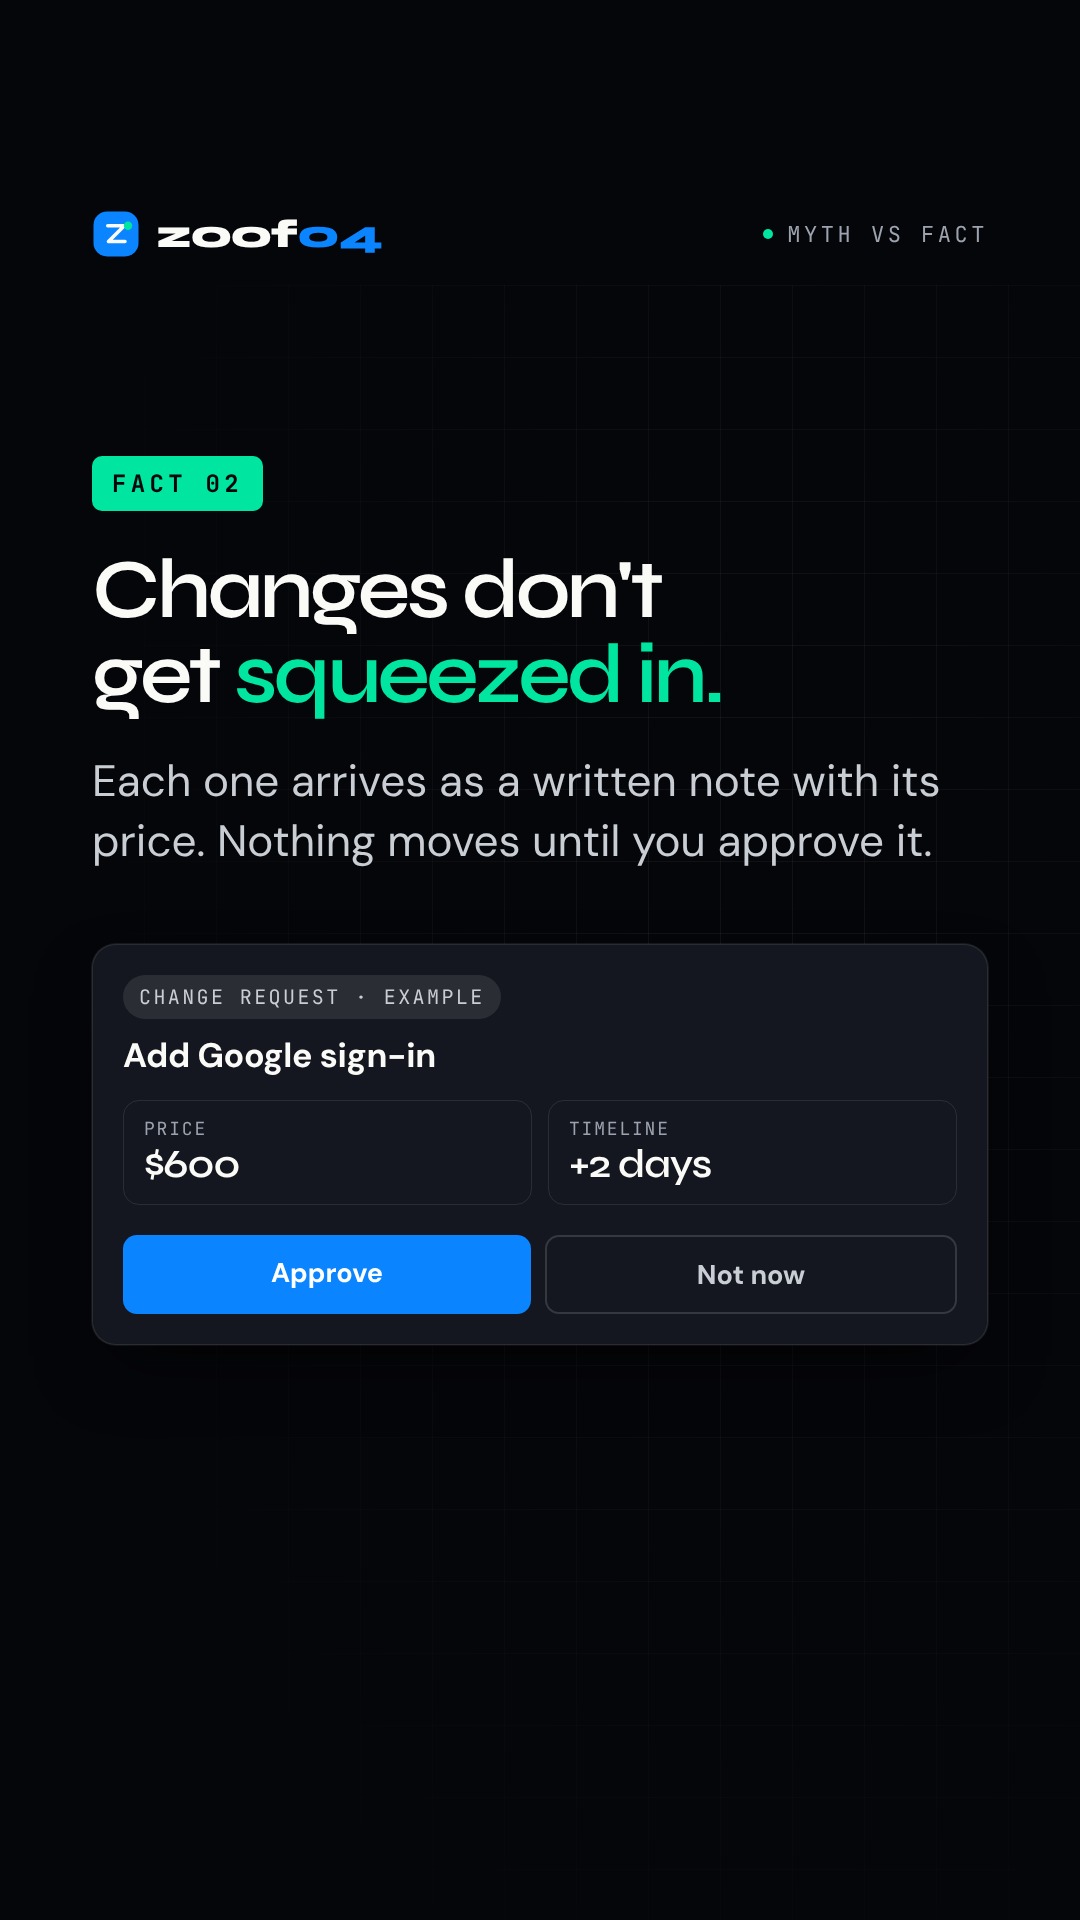 Z zoof04
MYTH VS FACT
FACT 02
Changes don't
get squeezed in.
Each one arrives as a written note with its
price. Nothing moves until you approve it.
CHANGE REQUEST · EXAMPLE
Add Google sign-in
PRICE
$600
TIMELINE
+2 days
Approve
Not now